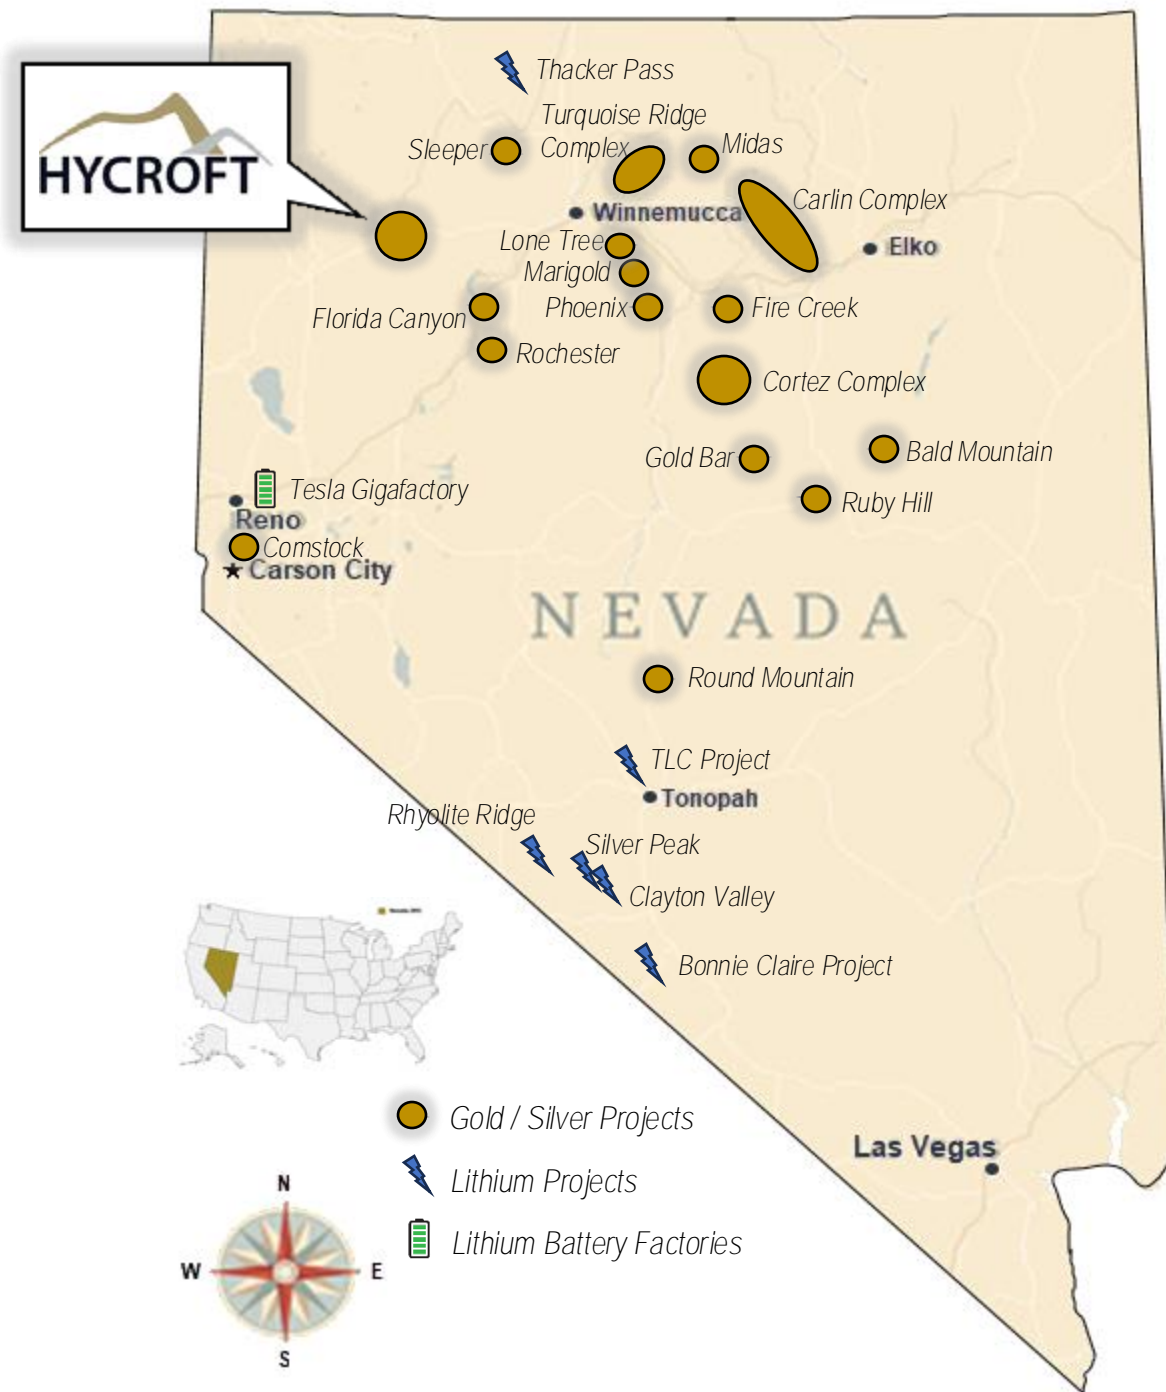 Thacker Pass
HYCROFT
Turquoise Ridge
Complex
Sleeper
Midas
Carlin Complex
Winnemucca
Lone Tree
Elko
Marigold
Phoenix
Fire Creek
Florida Canyon
Rochester
Cortez Complex
Gold Bar
Bald Mountain
Ruby Hill
Tesla Gigafactory
Reno
Comstock
Carson City
NEVADA
Round Mountain
TLC Project
Tonopah
Rhyolite Ridge
Silver Peak
Clayton Valley
Bonnie Claire Project
Gold / Silver Projects
Las Vegas
Lithium Projects
Lithium Battery Factories
N
W
E
S